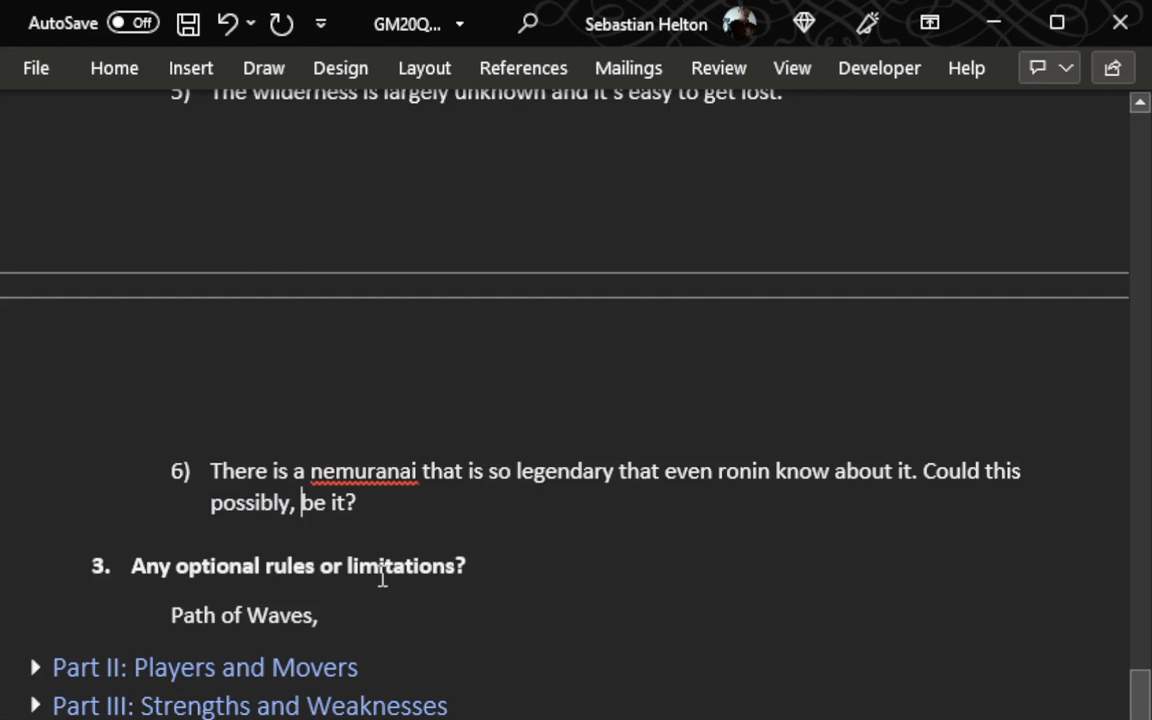 AutoSave Off GM20Q... Sebastian Helton
File Home Insert Draw Design Layout References Mailings Review View Developer Help
5) The wilderness is largely unknown and it's easy to get lost.
6) There is a nemuranai that is so legendary that even ronin know about it. Could this
possibly, be it?
3. Any optional rules or limitations?
Path of Waves,
Part II: Players and Movers
Part III: Strengths and Weaknesses